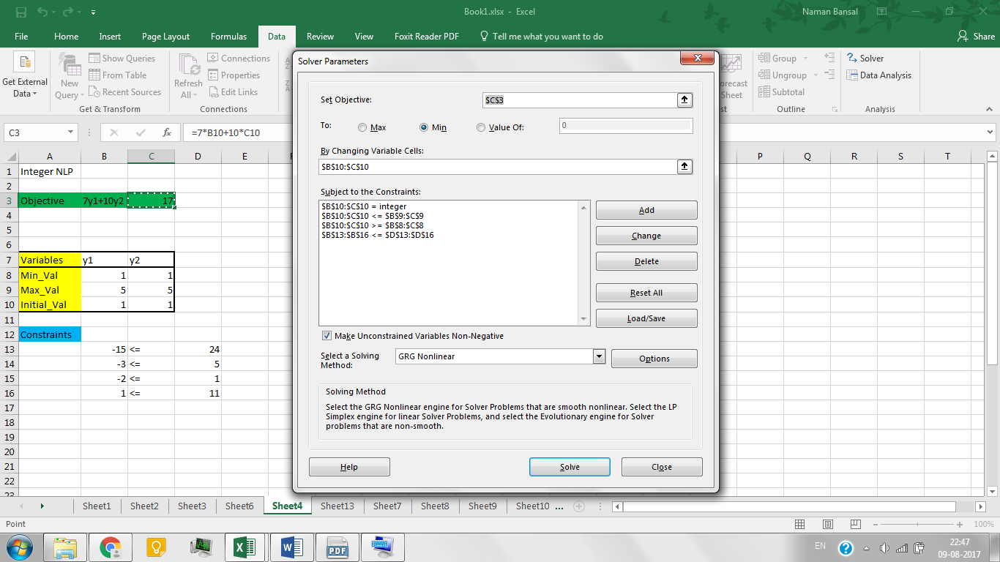 Book1.xlsx - Excel
Naman Bansal
File Home Insert Page Layout Formulas Data Review View Foxit Reader PDF Tell me what you want to do Share
Get External Data
New Query
Show Queries
From Table
Recent Sources
Get & Transform
Refresh All
Connections
Properties
Edit Links
Connections
Group
Ungroup
Subtotal
Outline
Solver
Data Analysis
Analysis
C3 fx =7*B10+10*C10
A B C D E P Q R S T
1 Integer NLP
2
3 Objective 7y1+10y2 17
4
5
6
7 Variables y1 y2
8 Min_Val 1 1
9 Max_Val 5 5
10 Initial_Val 1 1
11
12 Constraints
13 -15 <= 24
14 -3 <= 5
15 -2 <= 1
16 1 <= 11
17
18
19
20
21
22
23
Solver Parameters
Set Objective: $C$3
To: Max Min Value Of: 0
By Changing Variable Cells:
$B$10:$C$10
Subject to the Constraints:
$B$10:$C$10 = integer
$B$10:$C$10 <= $B$9:$C$9
$B$10:$C$10 >= $B$8:$C$8
$B$13:$B$16 <= $D$13:$D$16
Add
Change
Delete
Reset All
Load/Save
Make Unconstrained Variables Non-Negative
Select a Solving Method: GRG Nonlinear Options
Solving Method
Select the GRG Nonlinear engine for Solver Problems that are smooth nonlinear. Select the LP
Simplex engine for linear Solver Problems, and select the Evolutionary engine for Solver
problems that are non-smooth.
Help Solve Close
Sheet1 Sheet2 Sheet3 Sheet6 Sheet4 Sheet13 Sheet7 Sheet8 Sheet9 Sheet10 ...
Point 100%
EN 22:47
09-08-2017